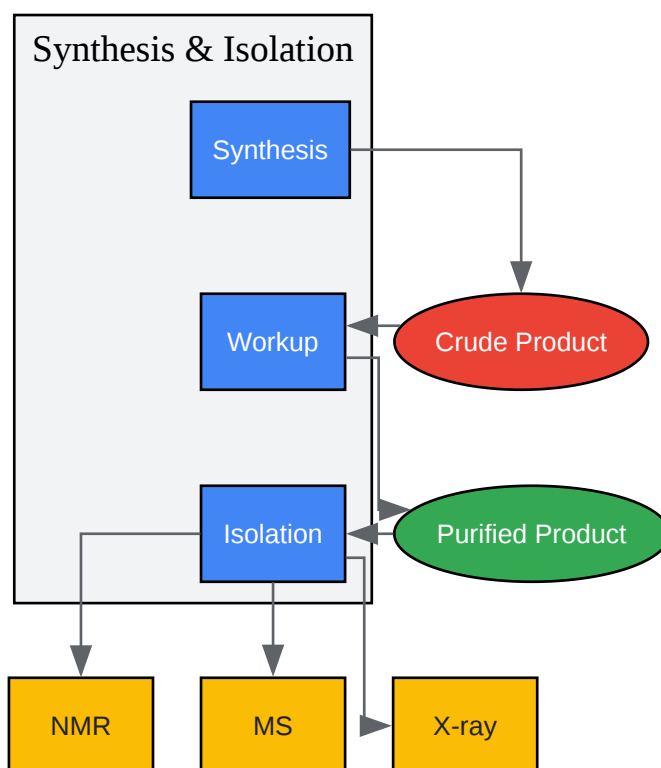 Synthesis & Isolation
Synthesis
Workup
Crude Product
Isolation
Purified Product
NMR
MS
X-ray